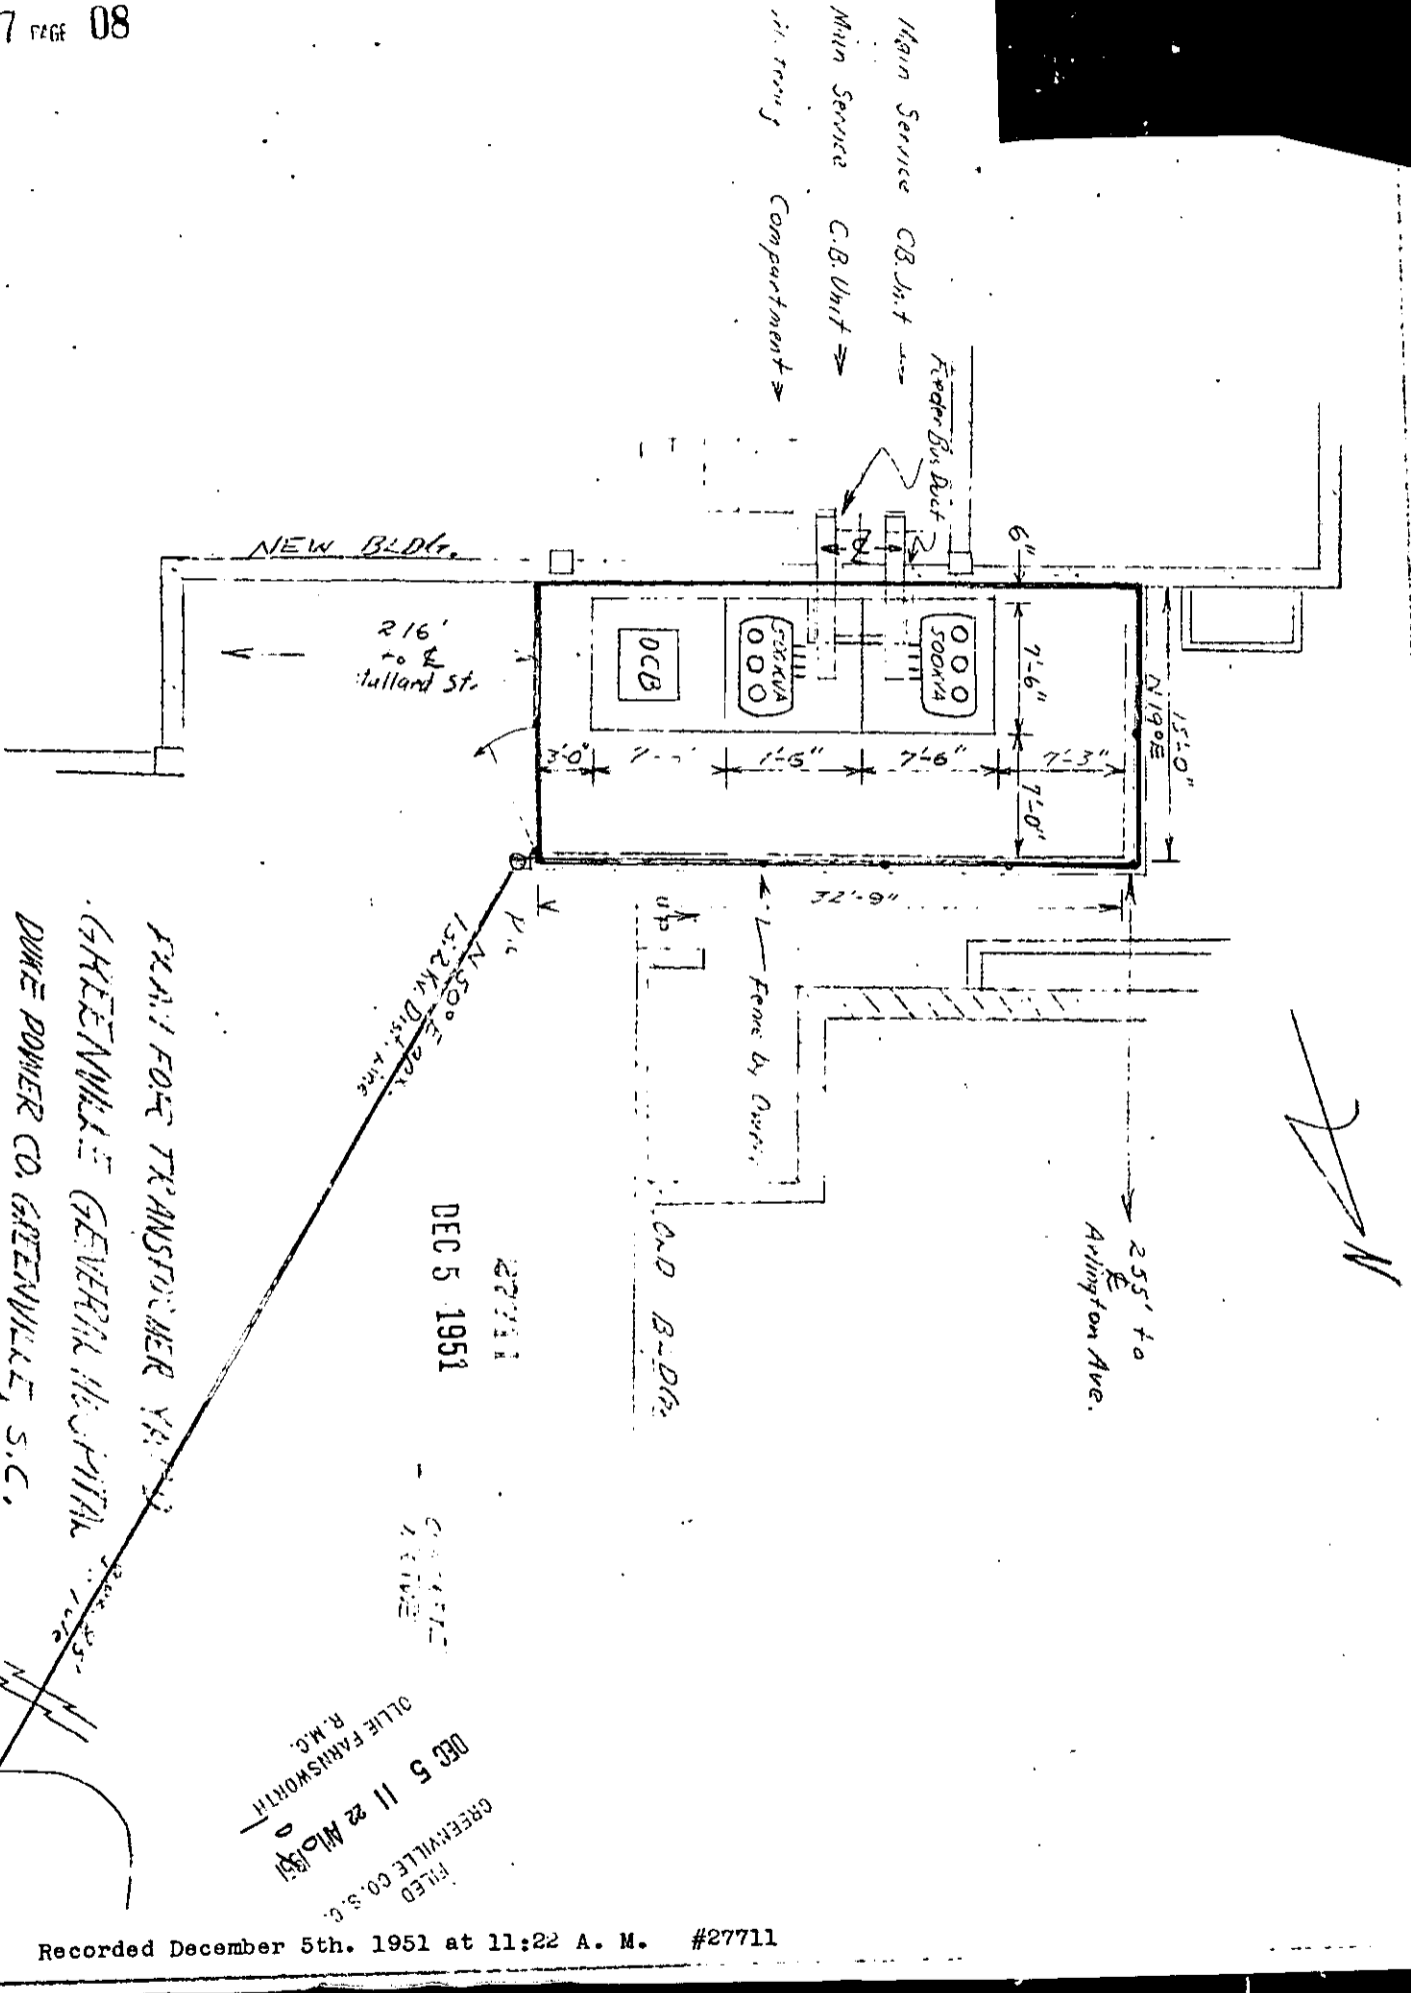 7 PAGE 08
Main Service C.B. Unit
Main Service C.B. Unit
Compartment
Feeder Bus Duct
NEW BLDG.
6"
216'
to ℄
st.
OCB
500KVA
500KVA
7'-6"
15'-0"
N 19° E
3'-0"
7'-6"
7'-3"
7'-0"
32'-9"
up
N 50° E apx.
13.2 Kv. Dist. Line
Fence by Owner
OLD BLDG.
255' to
℄
Arlington Ave.
N
PLAN FOR TRANSFORMER YARD
GREENVILLE GENERAL HOSPITAL
DUKE POWER CO. GREENVILLE, S.C.
DEC 5 1951
FILED
GREENVILLE CO. S. C.
DEC 5 11 22 AM 1951
OLLIE FARNSWORTH
R. M. C.
Recorded December 5th. 1951 at 11:22 A. M. #27711